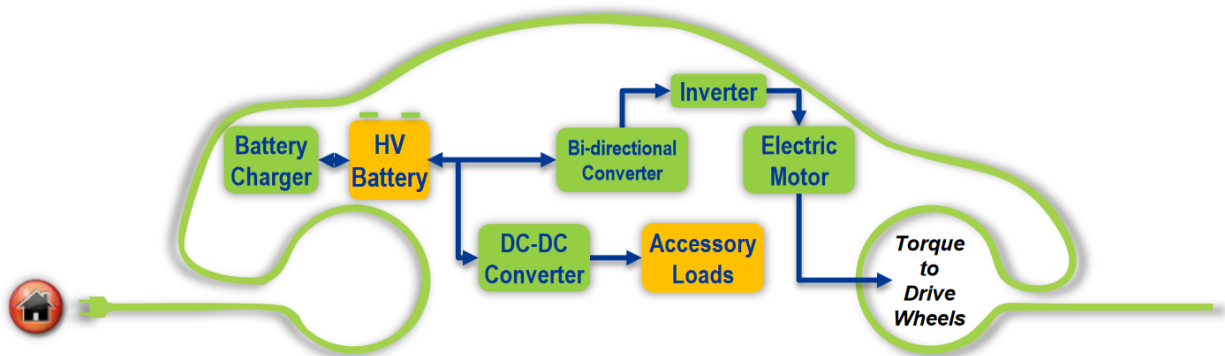 Battery
Charger
HV
Battery
Bi-directional
Converter
Inverter
Electric
Motor
DC-DC
Converter
Accessory
Loads
Torque
to
Drive
Wheels